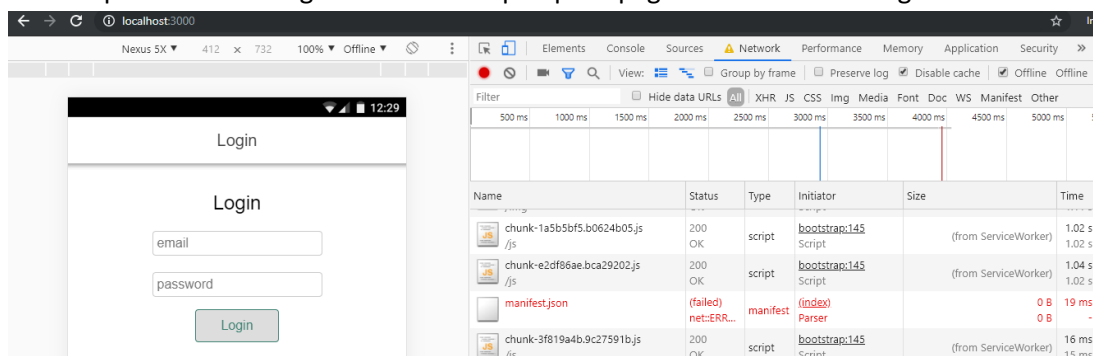 localhost:3000
Nexus 5X ▼ 412 × 732 100% ▼ Offline ▼
Elements Console Sources Network Performance Memory Application Security »
View: Group by frame Preserve log Disable cache Offline
Filter Hide data URLs All XHR JS CSS Img Media Font Doc WS Manifest Other
500 ms 1000 ms 1500 ms 2000 ms 2500 ms 3000 ms 3500 ms 4000 ms 4500 ms 5000 ms
12:29
Login
Login
email
password
Login
Name Status Type Initiator Size Time
chunk-1a5b5bf5.b0624b05.js 200 script bootstrap:145 (from ServiceWorker) 1.02 s
/js OK Script 1.02 s
chunk-e2df86ae.bca29202.js 200 script bootstrap:145 (from ServiceWorker) 1.04 s
/js OK Script 1.02 s
manifest.json (failed) manifest (index) 0 B 19 ms
net::ERR... Parser 0 B -
chunk-3f819a4b.9c27591b.js 200 script bootstrap:145 (from ServiceWorker) 16 ms